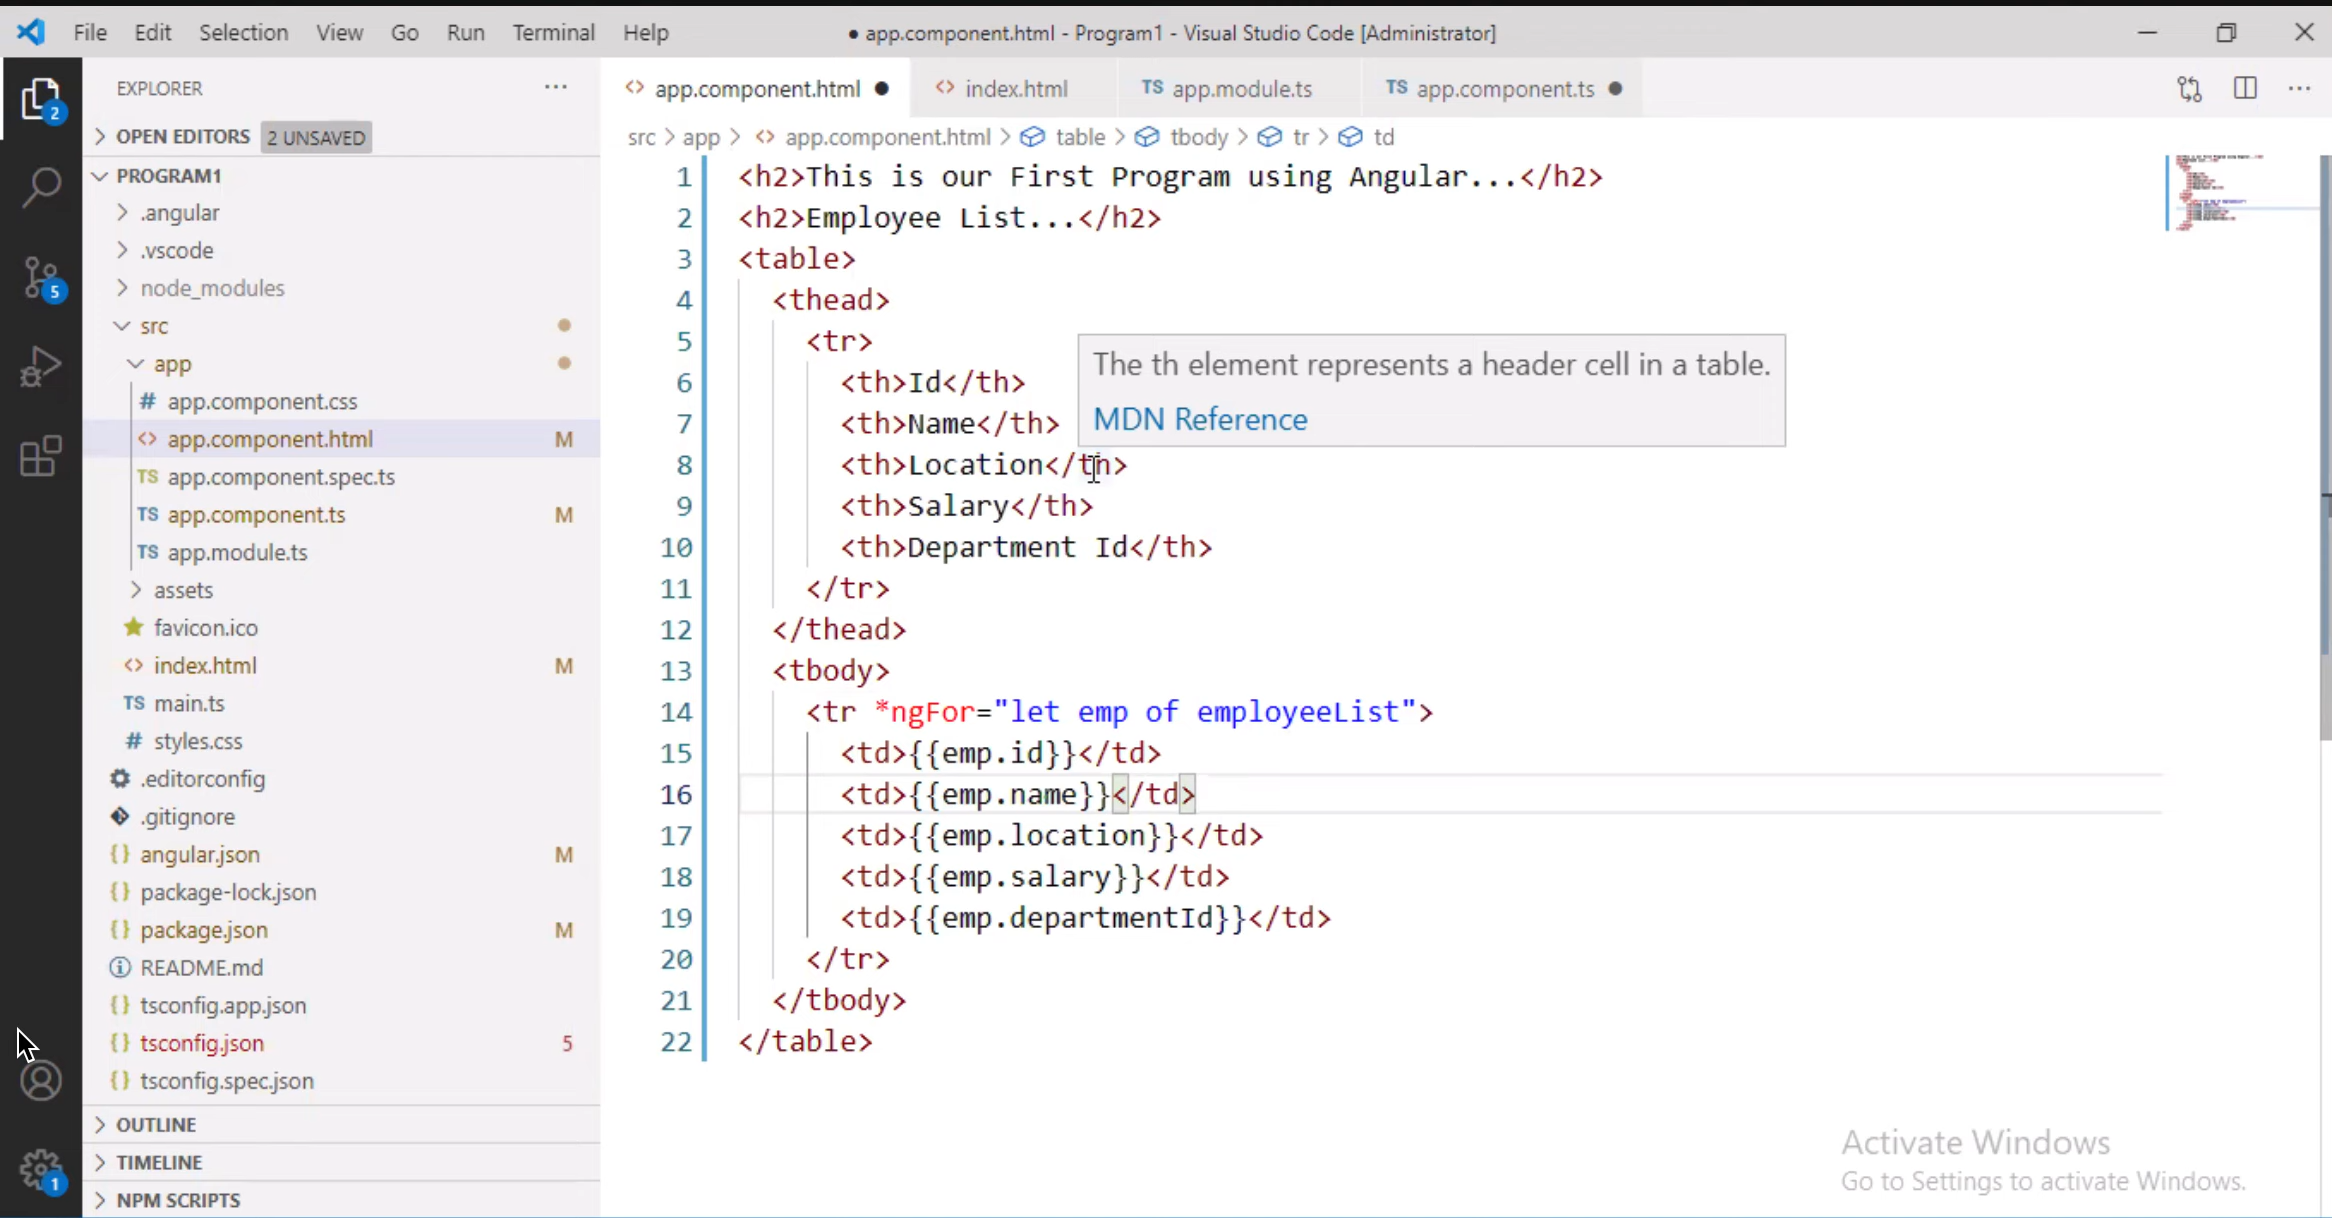 File Edit Selection View Go Run Terminal Help
● app.component.html - Program1 - Visual Studio Code [Administrator]
EXPLORER ...
OPEN EDITORS 2 UNSAVED
PROGRAM1
.angular
.vscode
node_modules
src
app
# app.component.css
<> app.component.html M
TS app.component.spec.ts
TS app.component.ts M
TS app.module.ts
assets
favicon.ico
<> index.html M
TS main.ts
# styles.css
.editorconfig
.gitignore
{} angular.json M
{} package-lock.json
{} package.json M
README.md
{} tsconfig.app.json
{} tsconfig.json 5
{} tsconfig.spec.json
OUTLINE
TIMELINE
NPM SCRIPTS
2
5
1
<> app.component.html ● <> index.html TS app.module.ts TS app.component.ts ●
src > app > <> app.component.html > table > tbody > tr > td
1 <h2>This is our First Program using Angular...</h2>
2 <h2>Employee List...</h2>
3 <table>
4 <thead>
5 <tr>
6 <th>Id</th>
7 <th>Name</th>
8 <th>Location</th>
9 <th>Salary</th>
10 <th>Department Id</th>
11 </tr>
12 </thead>
13 <tbody>
14 <tr *ngFor="let emp of employeeList">
15 <td>{{emp.id}}</td>
16 <td>{{emp.name}}</td>
17 <td>{{emp.location}}</td>
18 <td>{{emp.salary}}</td>
19 <td>{{emp.departmentId}}</td>
20 </tr>
21 </tbody>
22 </table>
The th element represents a header cell in a table.
MDN Reference
Activate Windows
Go to Settings to activate Windows.